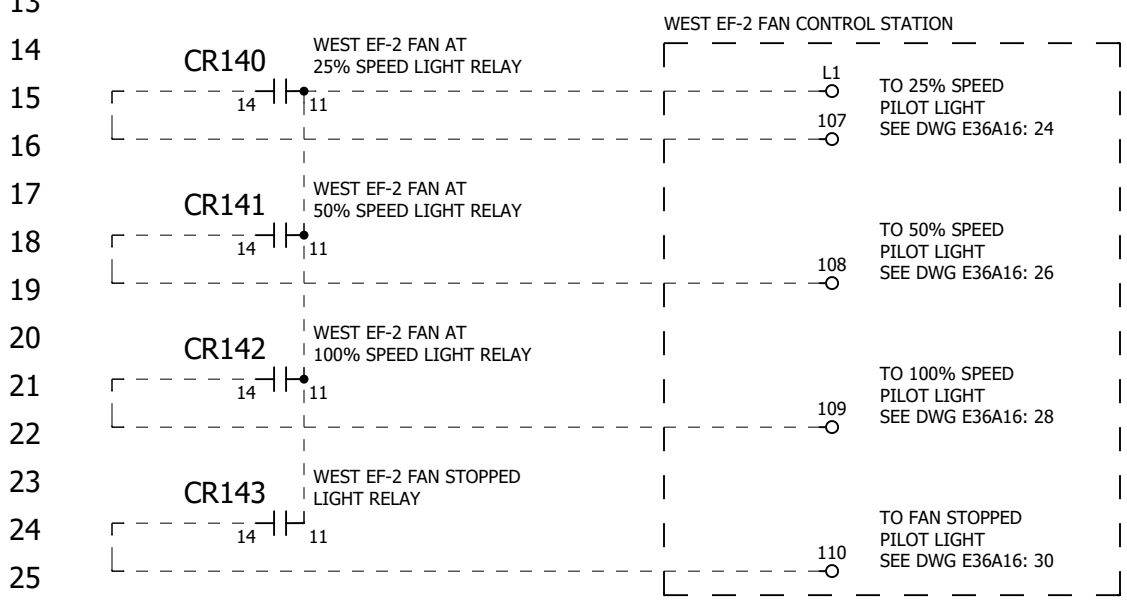 13
WEST EF-2 FAN CONTROL STATION
14
CR140
WEST EF-2 FAN AT
25% SPEED LIGHT RELAY
15
14
11
L1
TO 25% SPEED
PILOT LIGHT
SEE DWG E36A16: 24
16
107
17
CR141
WEST EF-2 FAN AT
50% SPEED LIGHT RELAY
18
14
11
TO 50% SPEED
PILOT LIGHT
SEE DWG E36A16: 26
19
108
20
CR142
WEST EF-2 FAN AT
100% SPEED LIGHT RELAY
21
14
11
TO 100% SPEED
PILOT LIGHT
SEE DWG E36A16: 28
22
109
23
CR143
WEST EF-2 FAN STOPPED
LIGHT RELAY
24
14
11
TO FAN STOPPED
PILOT LIGHT
SEE DWG E36A16: 30
25
110